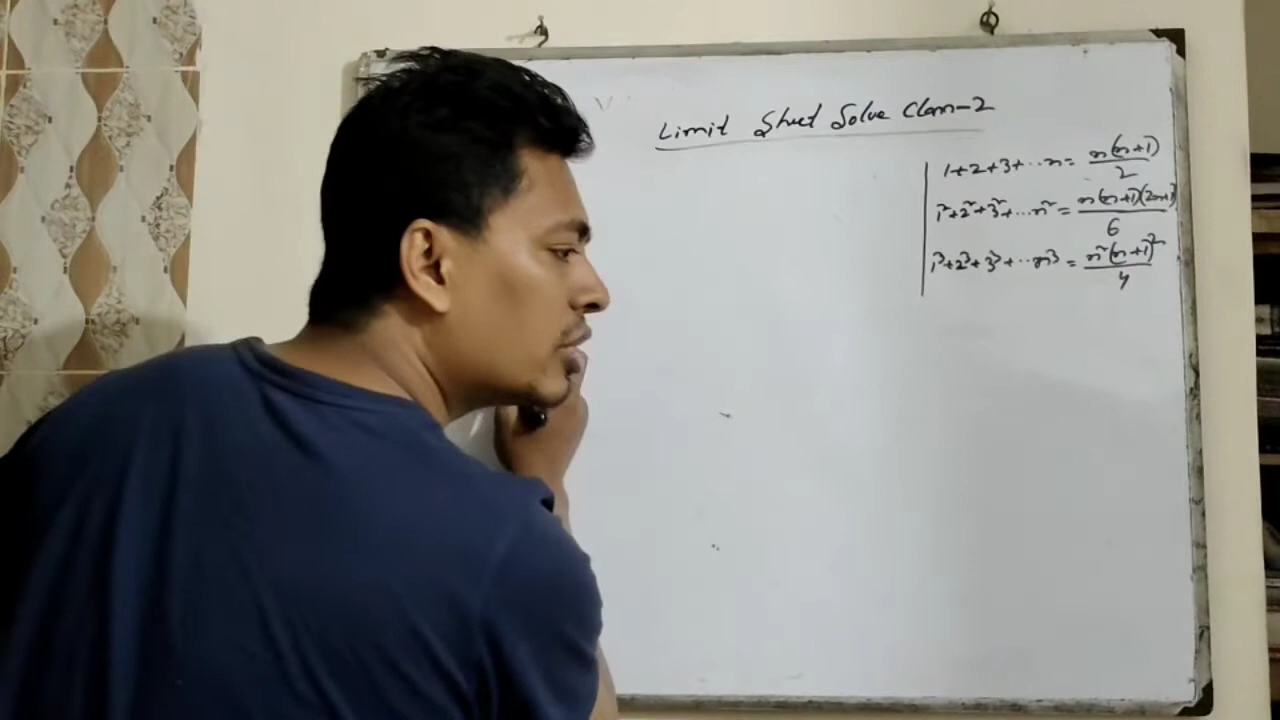 Limit Sheet Solve Class-2
1+2+3+...n = n(n+1)/2
1²+2²+3²+...n² = n(n+1)(2n+1)/6
1³+2³+3³+...n³ = n²(n+1)²/4